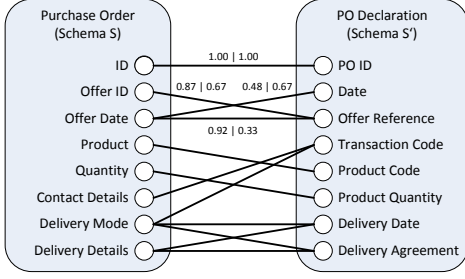 Purchase Order
(Schema S)
PO Declaration
(Schema S')
ID
1.00 | 1.00
PO ID
Offer ID
0.87 | 0.67
0.48 | 0.67
Date
Offer Date
Offer Reference
0.92 | 0.33
Product
Transaction Code
Quantity
Product Code
Contact Details
Product Quantity
Delivery Mode
Delivery Date
Delivery Details
Delivery Agreement